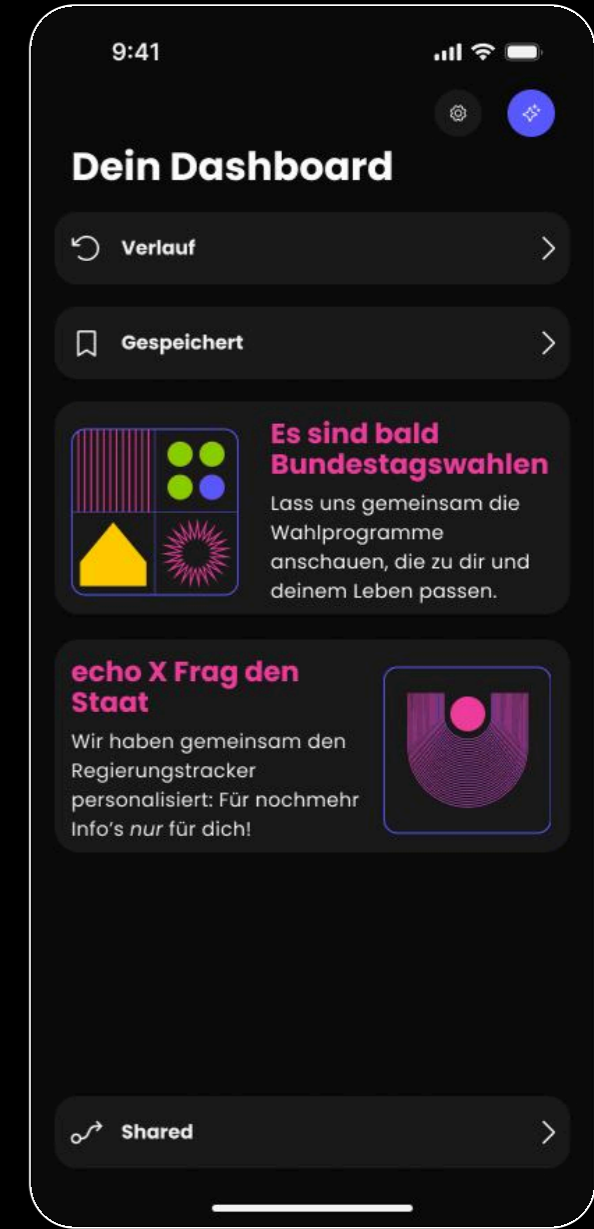 9:41
Dein Dashboard
Verlauf
Gespeichert
Es sind bald
Bundestagswahlen
Lass uns gemeinsam die
Wahlprogramme
anschauen, die zu dir und
deinem Leben passen.
echo X Frag den
Staat
Wir haben gemeinsam den
Regierungstracker
personalisiert: Für nochmehr
Info's nur für dich!
Shared